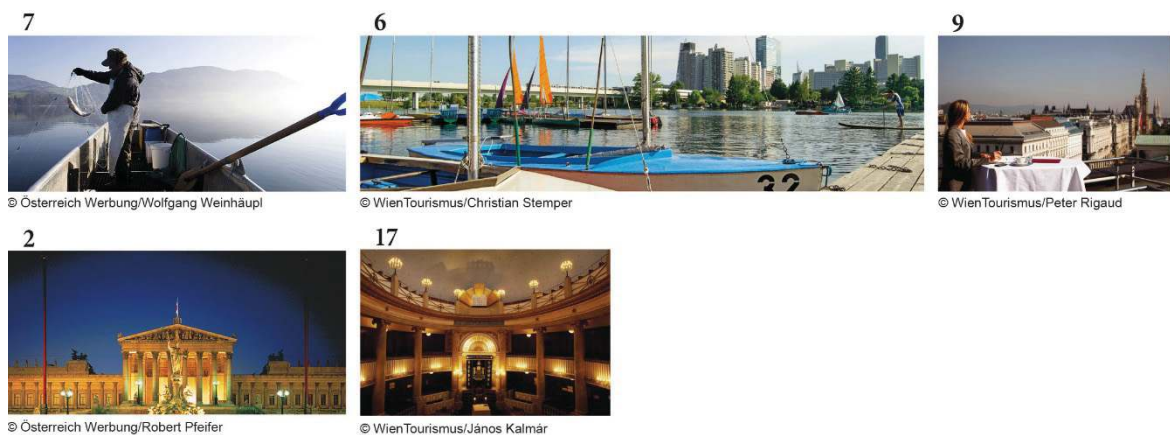 7
6
9
32
© Österreich Werbung/Wolfgang Weinhäupl
© WienTourismus/Christian Stemper
© WienTourismus/Peter Rigaud
2
17
© Österreich Werbung/Robert Pfeifer
© WienTourismus/János Kalmár